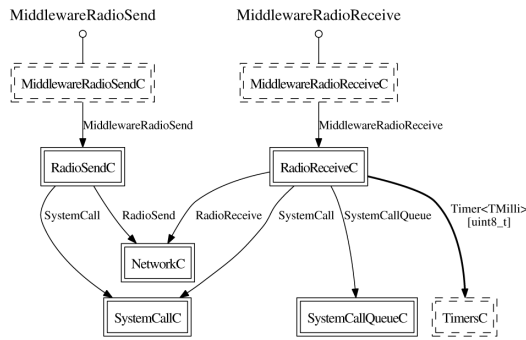 MiddlewareRadioSend
MiddlewareRadioReceive
MiddlewareRadioSendC
MiddlewareRadioReceiveC
MiddlewareRadioSend
MiddlewareRadioReceive
RadioSendC
RadioReceiveC
SystemCall
RadioSend
RadioReceive
SystemCall
SystemCallQueue
Timer<TMilli>
[uint8_t]
NetworkC
SystemCallC
SystemCallQueueC
TimersC